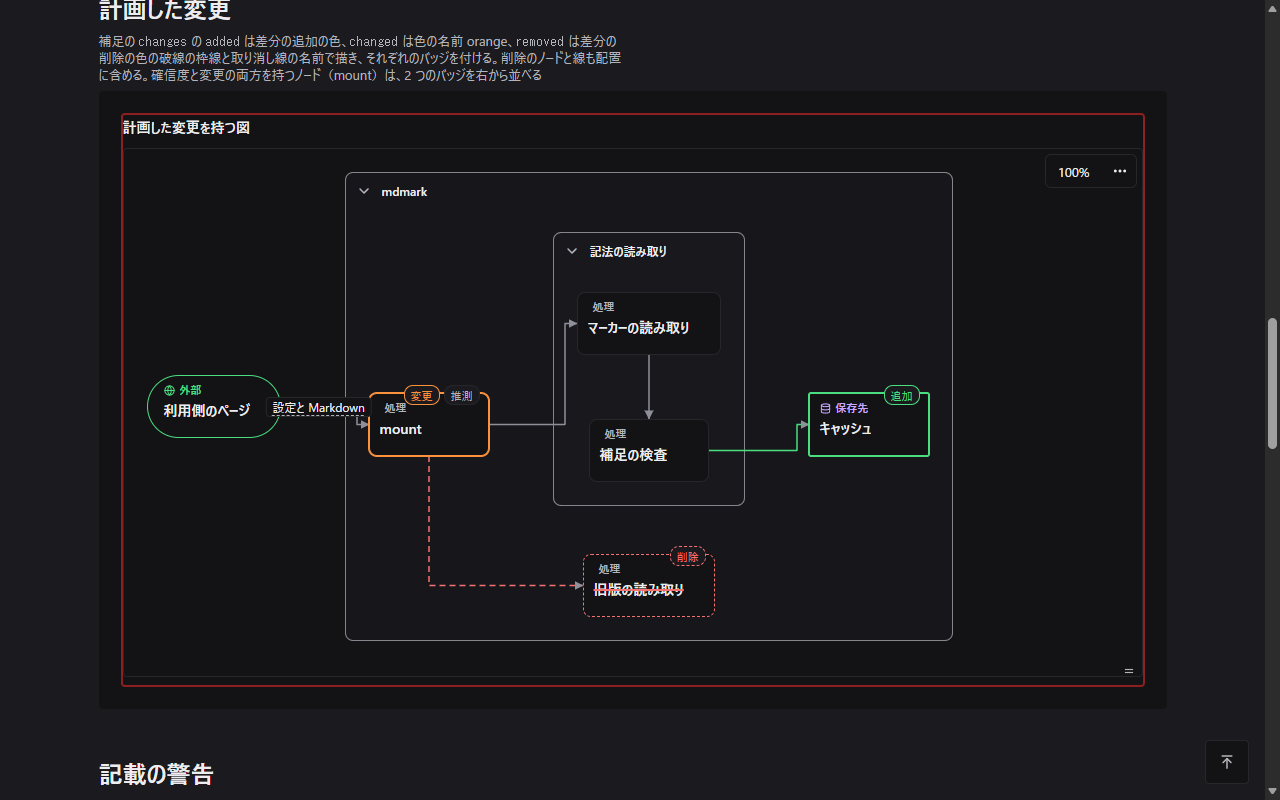 計画した変更
補足の changes の added は差分の追加の色、changed は色の名前 orange、removed は差分の
削除の色の破線の枠線と取り消し線の名前で描き、それぞれのバッジを付ける。削除のノードと線も配置
に含める。確信度と変更の両方を持つノード（mount）は、2 つのバッジを右から並べる
計画した変更を持つ図
100%
mdmark
記法の読み取り
処理
マーカーの読み取り
外部
利用側のページ
設定と Markdown
変更
推測
処理
mount
処理
補足の検査
追加
保存先
キャッシュ
削除
処理
旧版の読み取り
記載の警告